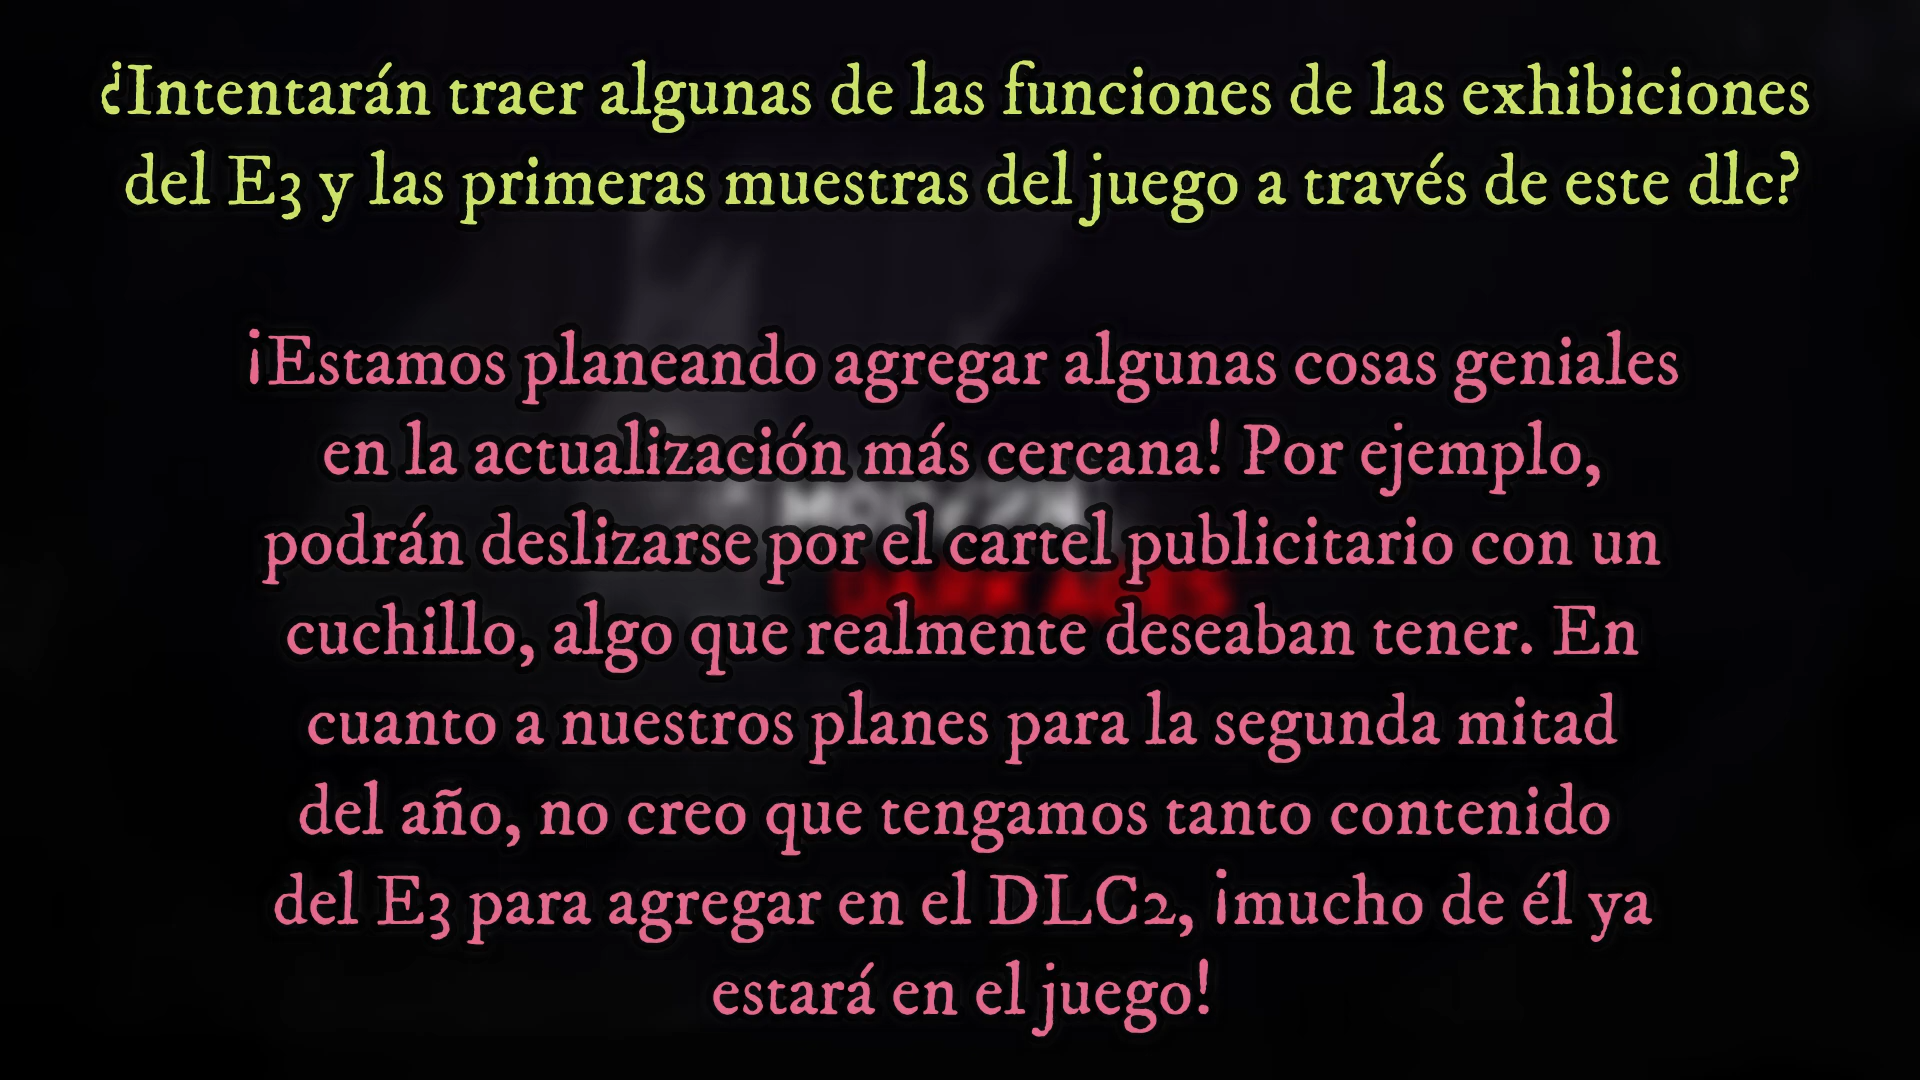 ¿Intentarán traer algunas de las funciones de las exhibiciones
del E3 y las primeras muestras del juego a través de este dlc?
¡Estamos planeando agregar algunas cosas geniales
en la actualización más cercana! Por ejemplo,
podrán deslizarse por el cartel publicitario con un
cuchillo, algo que realmente deseaban tener. En
cuanto a nuestros planes para la segunda mitad
del año, no creo que tengamos tanto contenido
del E3 para agregar en el DLC2, ¡mucho de él ya
estará en el juego!